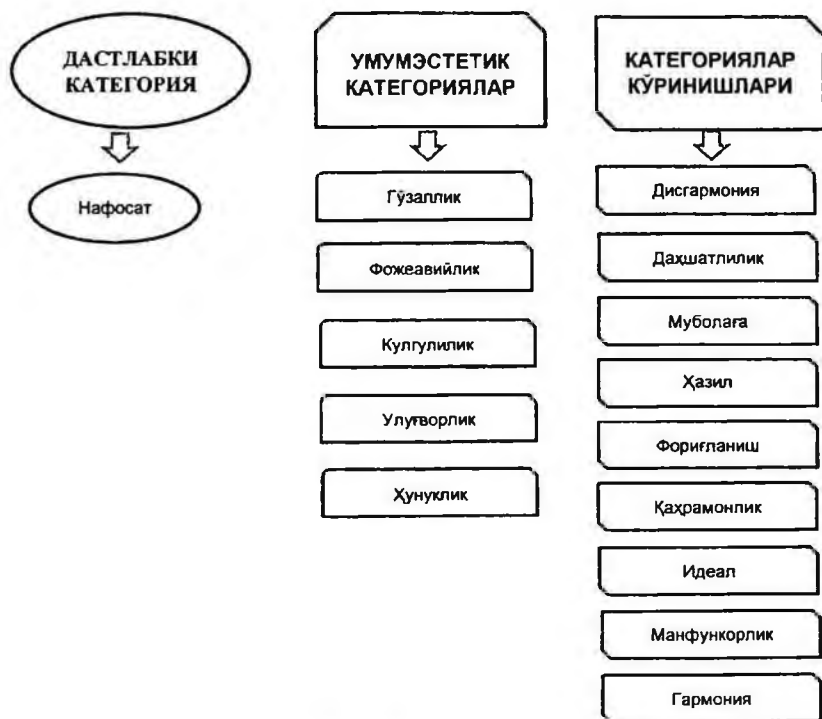 ДАСТЛАБКИ
КАТЕГОРИЯ
Нафосат
УМУМЭСТЕТИК
КАТЕГОРИЯЛАР
Гўзаллик
Фожеавийлик
Кулгулилик
Улуғворлик
Ҳунуклик
КАТЕГОРИЯЛАР
КЎРИНИШЛАРИ
Дисгармония
Даҳшатлилик
Муболаға
Ҳазил
Фориғланиш
Қаҳрамонлик
Идеал
Манфункорлик
Гармония